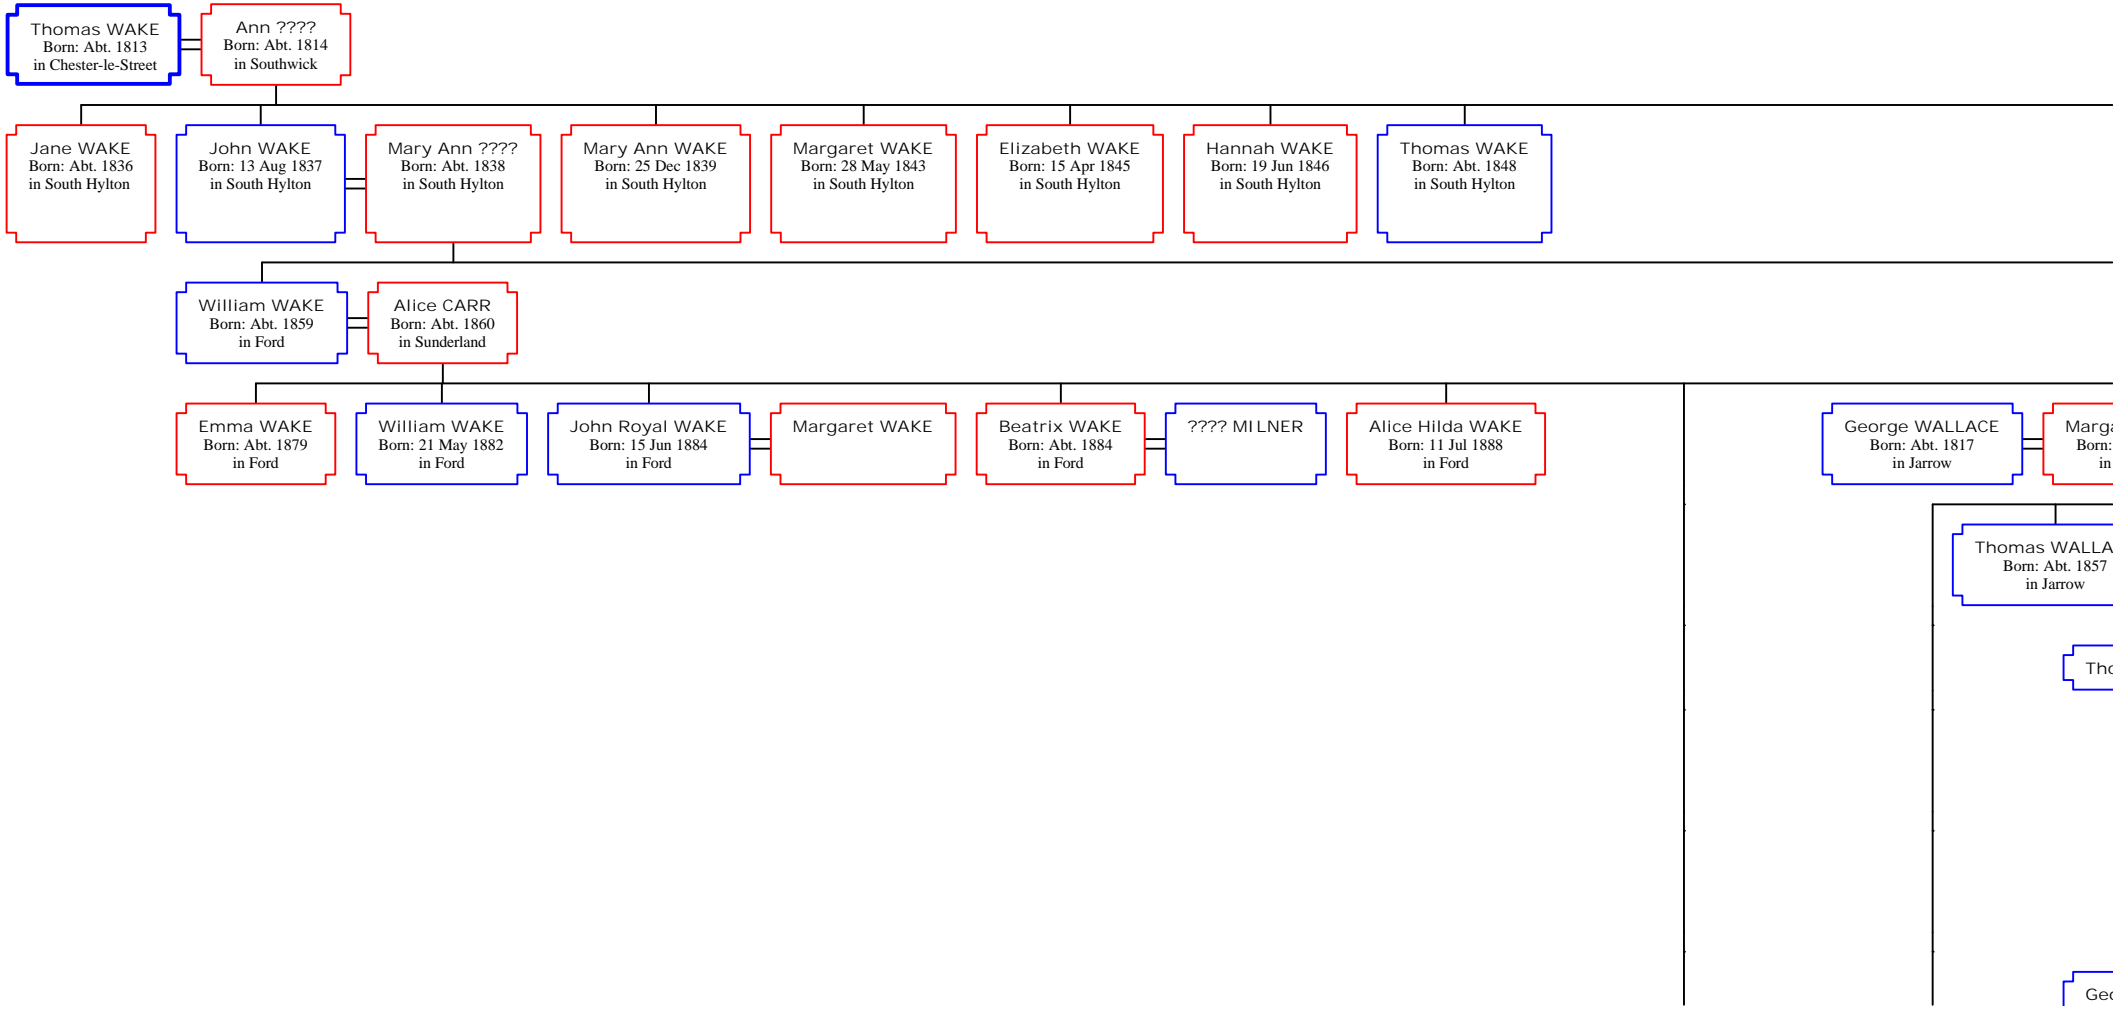 Thomas WAKE
Born: Abt. 1813
in Chester-le-Street
Ann ????
Born: Abt. 1814
in Southwick
Jane WAKE
Born: Abt. 1836
in South Hylton
John WAKE
Born: 13 Aug 1837
in South Hylton
Mary Ann ????
Born: Abt. 1838
in South Hylton
Mary Ann WAKE
Born: 25 Dec 1839
in South Hylton
Margaret WAKE
Born: 28 May 1843
in South Hylton
Elizabeth WAKE
Born: 15 Apr 1845
in South Hylton
Hannah WAKE
Born: 19 Jun 1846
in South Hylton
Thomas WAKE
Born: Abt. 1848
in South Hylton
William WAKE
Born: Abt. 1859
in Ford
Alice CARR
Born: Abt. 1860
in Sunderland
Emma WAKE
Born: Abt. 1879
in Ford
William WAKE
Born: 21 May 1882
in Ford
John Royal WAKE
Born: 15 Jun 1884
in Ford
Margaret WAKE
Beatrix WAKE
Born: Abt. 1884
in Ford
???? MILNER
Alice Hilda WAKE
Born: 11 Jul 1888
in Ford
George WALLACE
Born: Abt. 1817
in Jarrow
Marga
Born:
in
Thomas WALLA
Born: Abt. 1857
in Jarrow
Tho
Geo